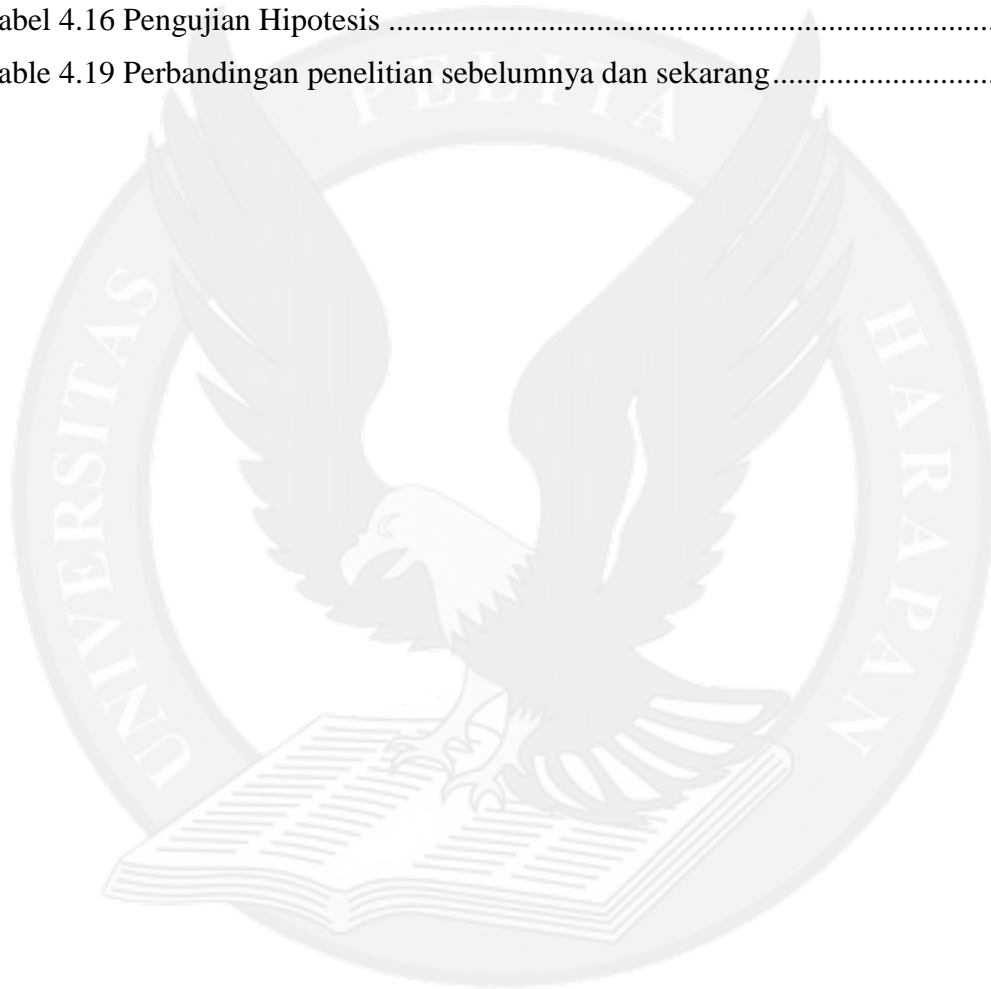 abel 4.16 Pengujian Hipotesis ................................................................................
able 4.19 Perbandingan penelitian sebelumnya dan sekarang.............................
UNIVERSITAS PELITA HARAPAN